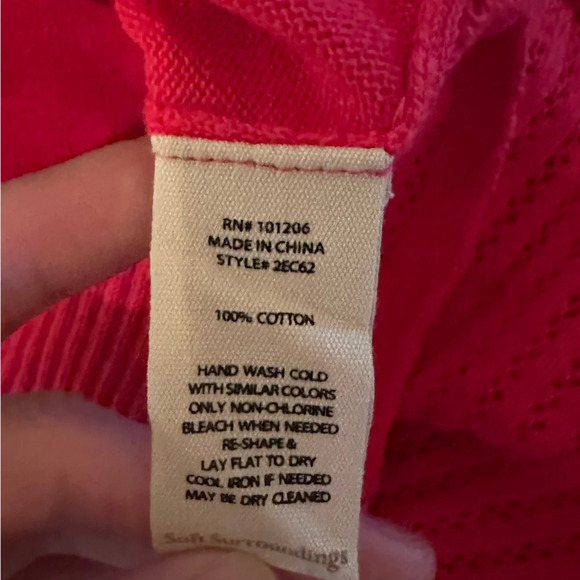 RN# 101206
MADE IN CHINA
STYLE# 2EC62
100% COTTON
HAND WASH COLD
WITH SIMILAR COLORS
ONLY NON-CHLORINE
BLEACH WHEN NEEDED
RE-SHAPE &
LAY FLAT TO DRY
COOL IRON IF NEEDED
MAY BE DRY CLEANED
Soft Surroundings